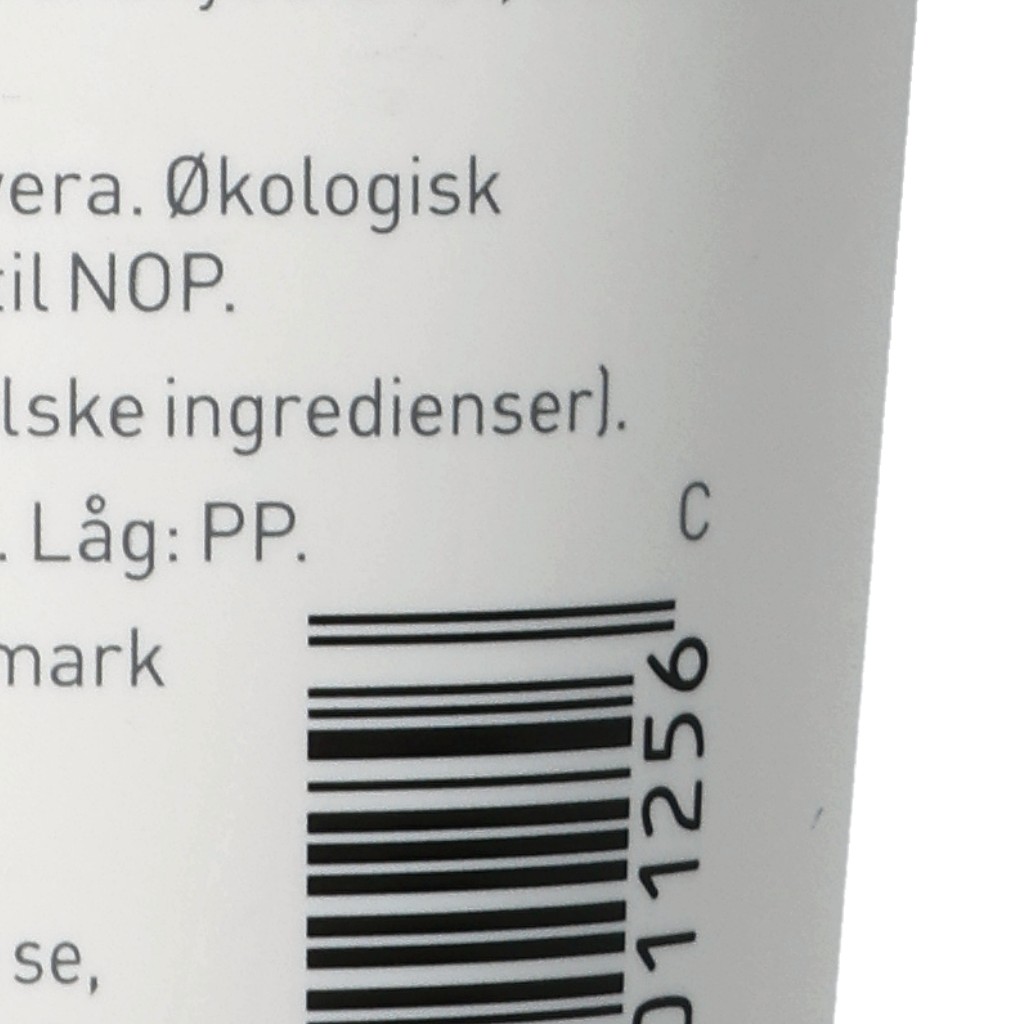 vera. Økologisk
til NOP.
lske ingredienser).
. Låg: PP.
C
mark
se,
011256